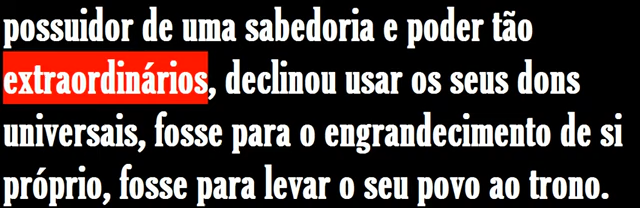 possuidor de uma sabedoria e poder tão
extraordinários, declinou usar os seus dons
universais, fosse para o engrandecimento de si
próprio, fosse para levar o seu povo ao trono.